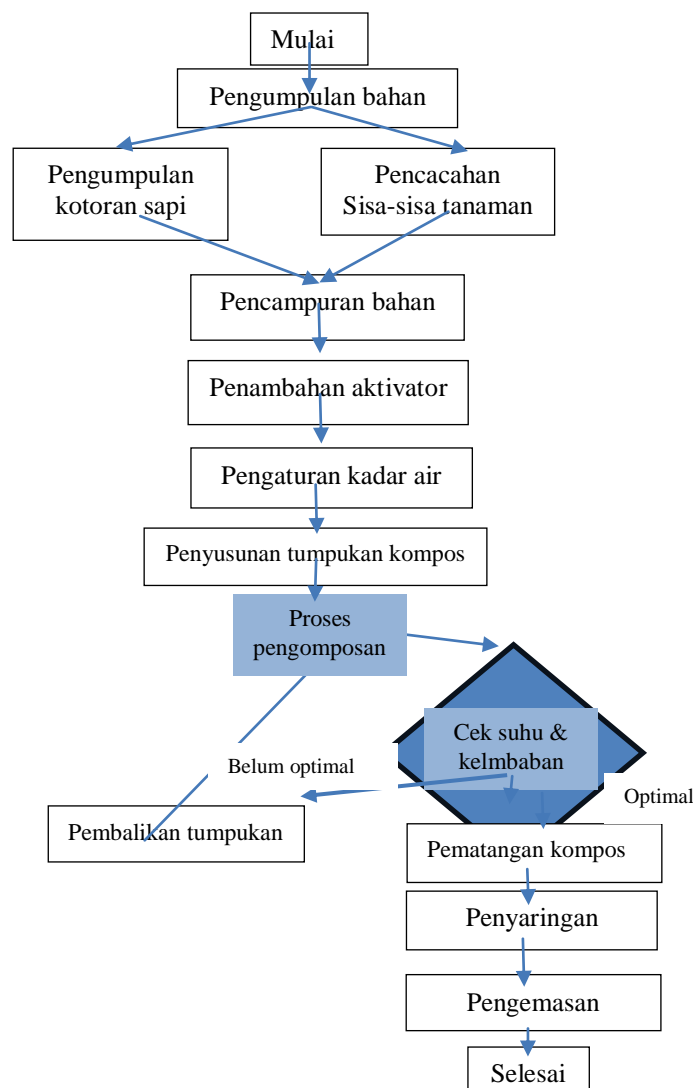 Mulai
Pengumpulan bahan
Pengumpulan
kotoran sapi
Pencacahan
Sisa-sisa tanaman
Pencampuran bahan
Penambahan aktivator
Pengaturan kadar air
Penyusunan tumpukan kompos
Proses
pengomposan
Cek suhu &
kelmbaban
Belum optimal
Optimal
Pembalikan tumpukan
Pematangan kompos
Penyaringan
Pengemasan
Selesai